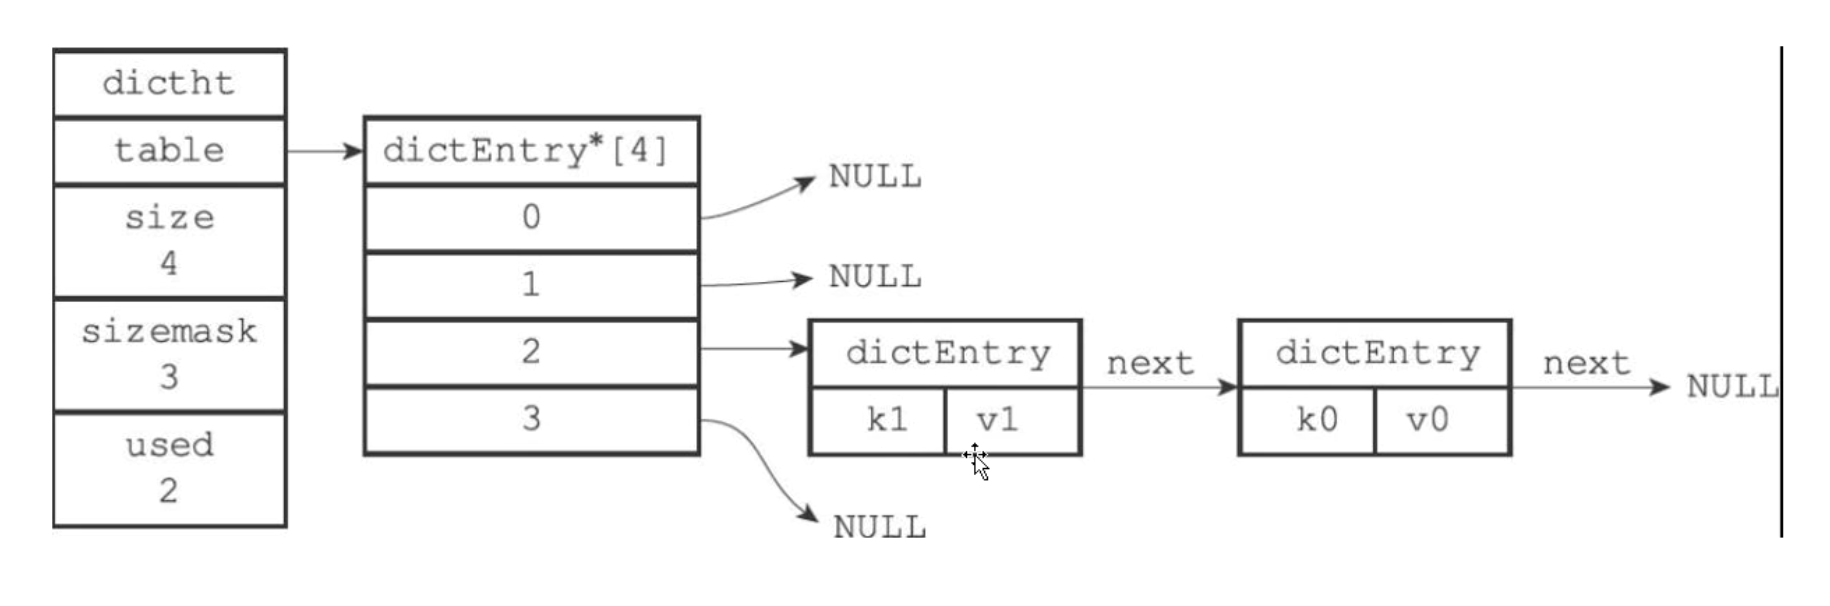 dictht
table
size
4
sizemask
3
used
2
dictEntry*[4]
0
1
2
3
NULL
NULL
dictEntry
k1 v1
next
dictEntry
k0 v0
next
NULL
NULL